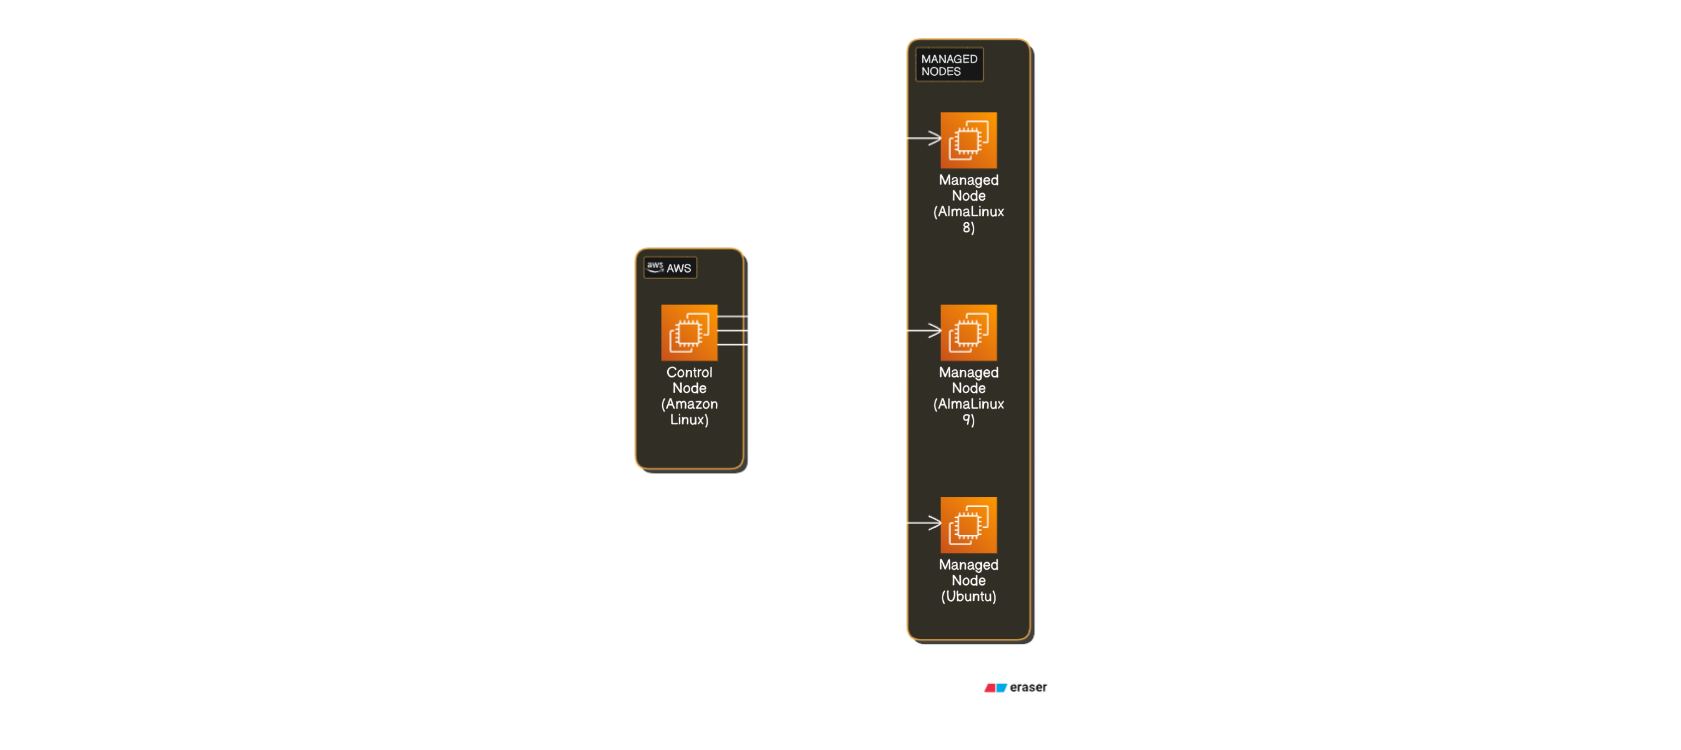 MANAGED
NODES
Managed
Node
(AlmaLinux
8)
aws AWS
Control
Node
(Amazon
Linux)
Managed
Node
(AlmaLinux
9)
Managed
Node
(Ubuntu)
eraser